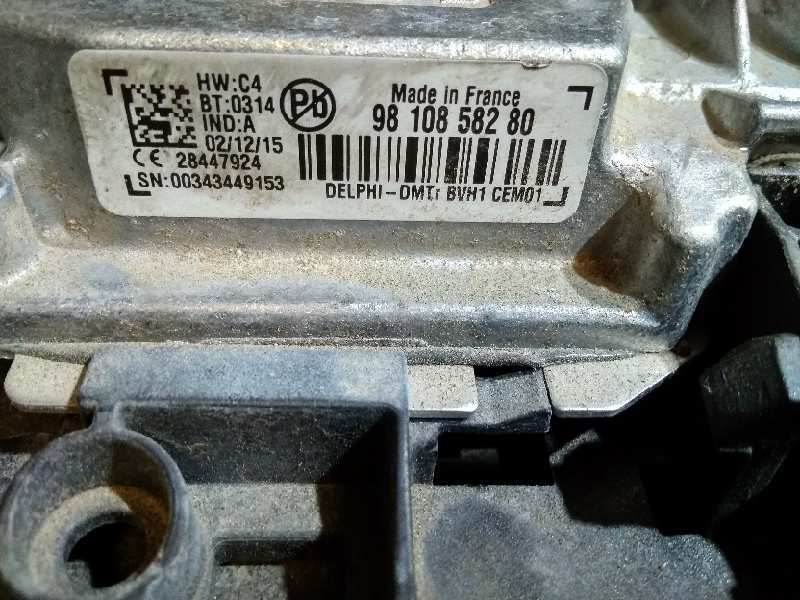 HW:C4
BT:0314
IND:A
02/12/15
CE 28447924
SN:00343449153
Pb
Made in France
98 108 582 80
DELPHI-DMTr BVH1 CEM01